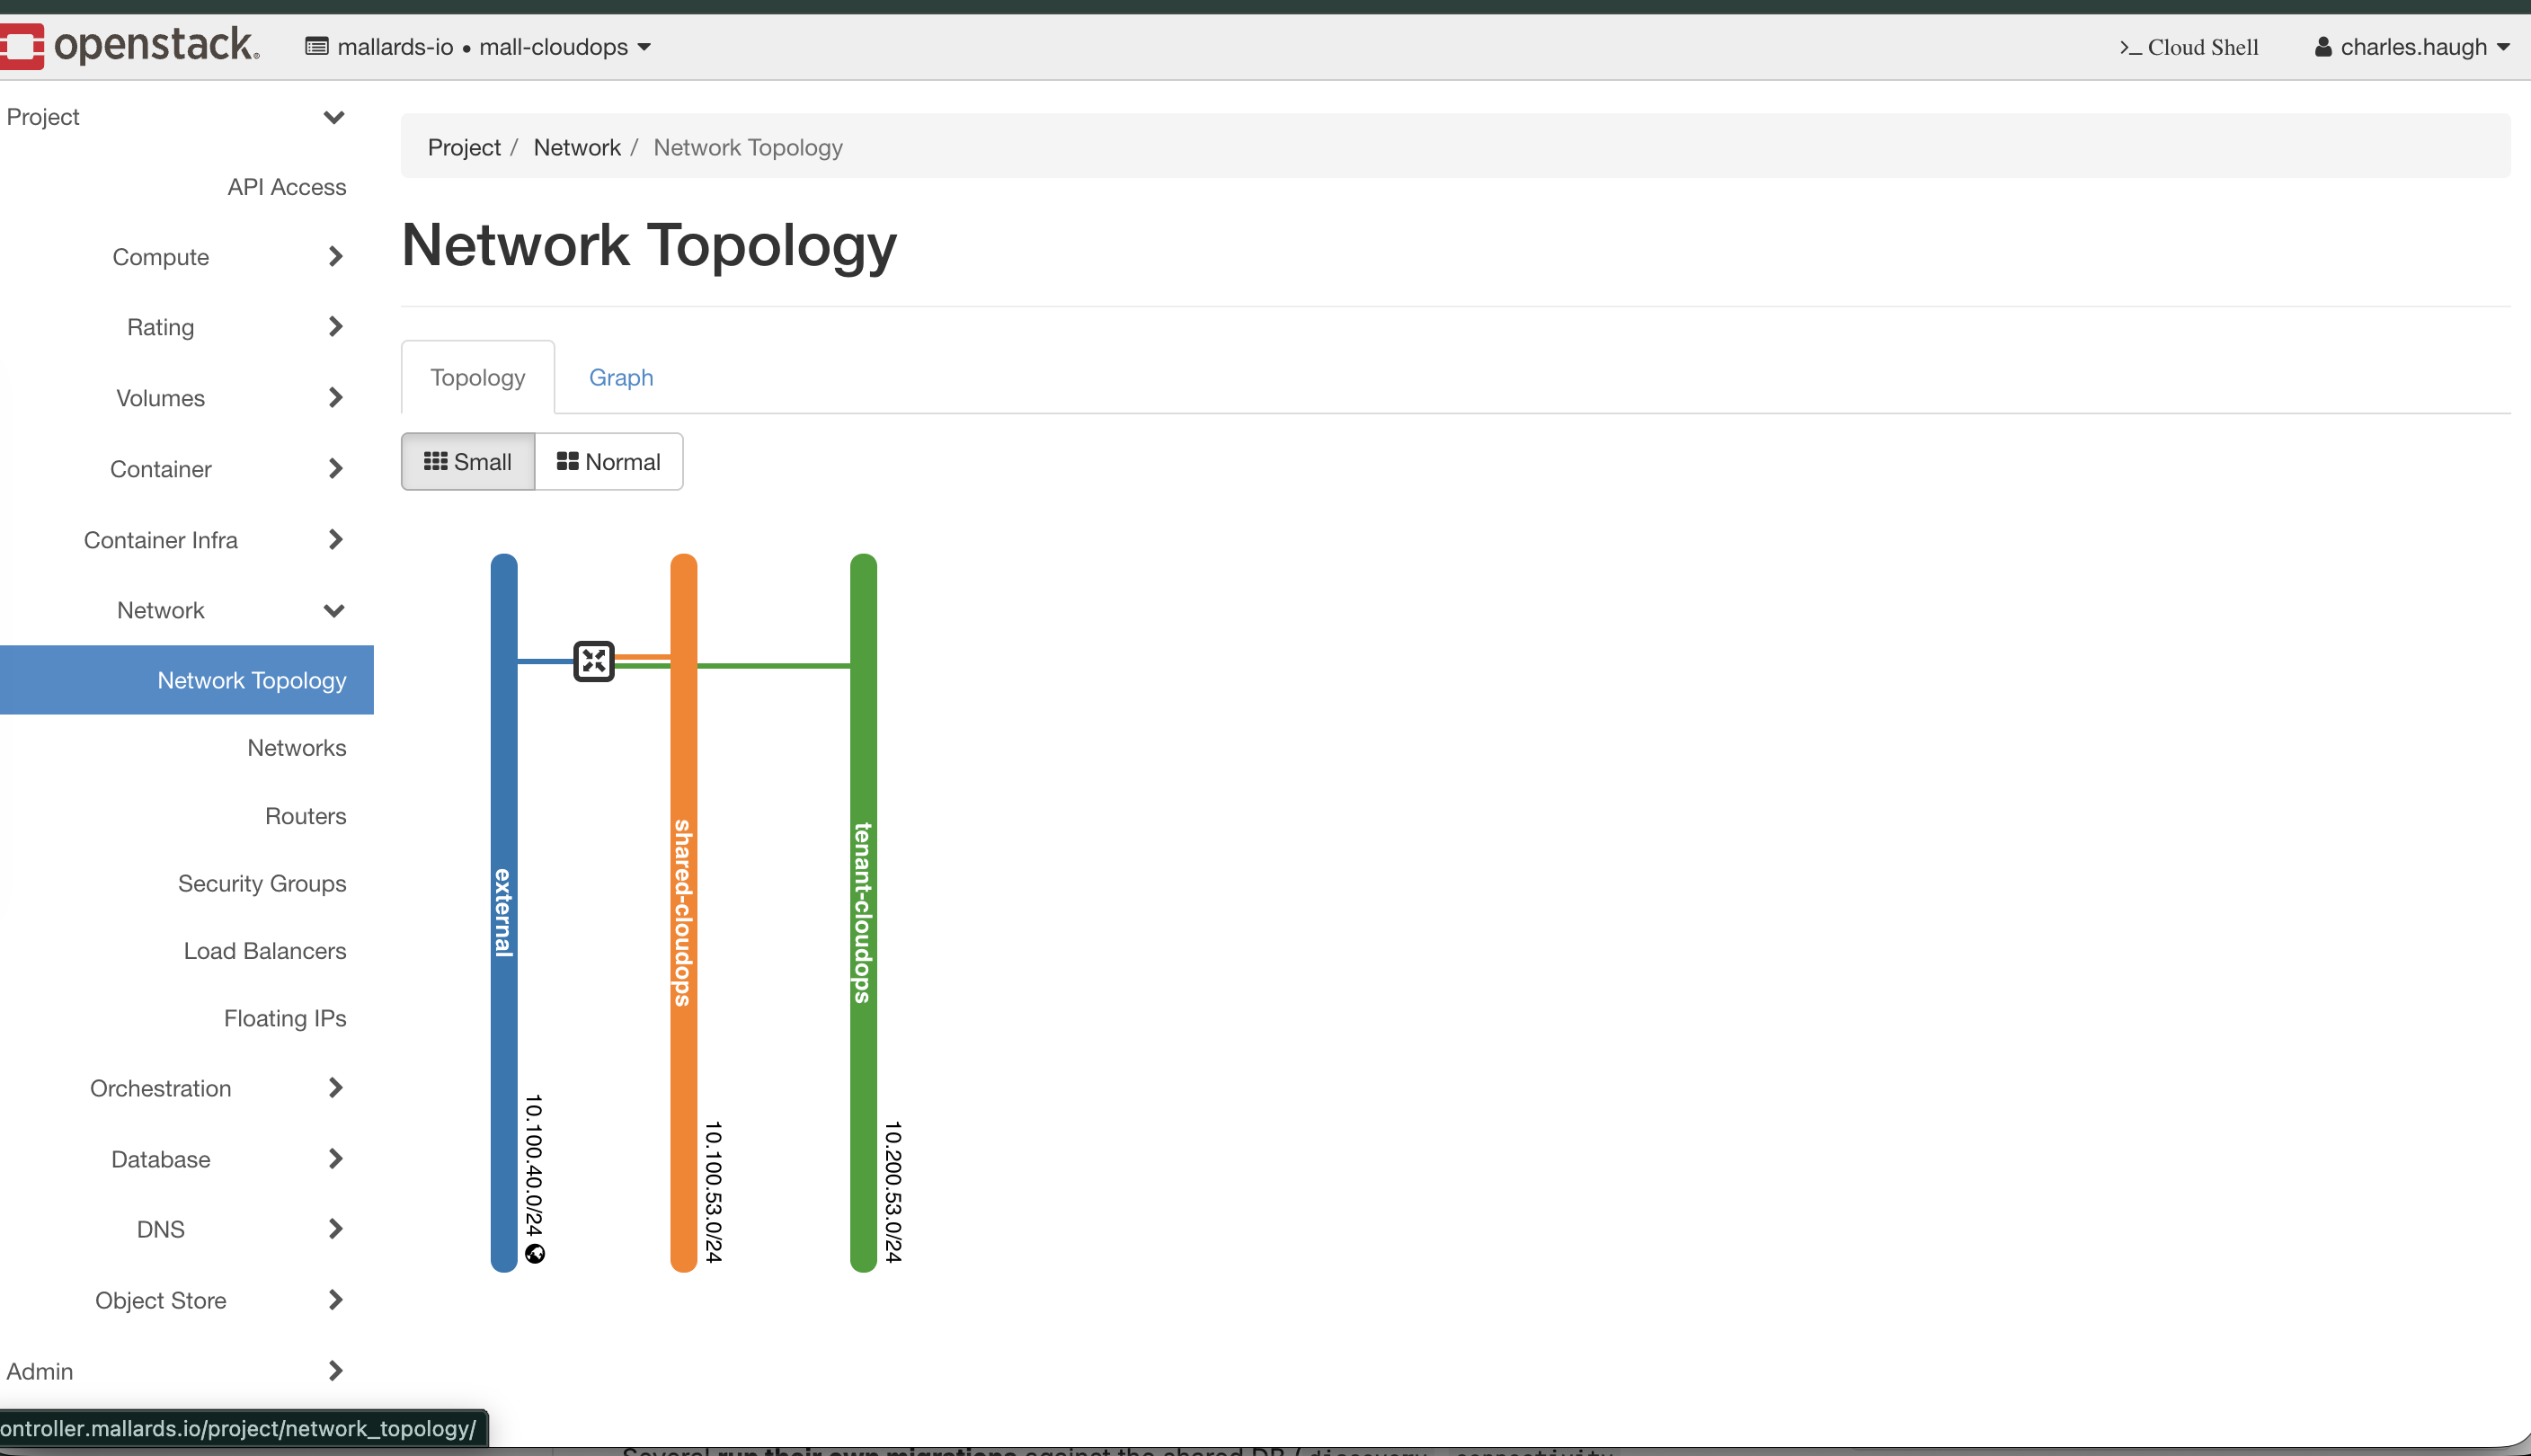 openstack.
mallards-io • mall-cloudops
>_ Cloud Shell
charles.haugh
Project
API Access
Compute
Rating
Volumes
Container
Container Infra
Network
Network Topology
Networks
Routers
Security Groups
Load Balancers
Floating IPs
Orchestration
Database
DNS
Object Store
Admin
Project / Network / Network Topology
Network Topology
Topology
Graph
Small
Normal
external
10.100.40.0/24
shared-cloudops
10.100.53.0/24
tenant-cloudops
10.200.53.0/24
ontroller.mallards.io/project/network_topology/